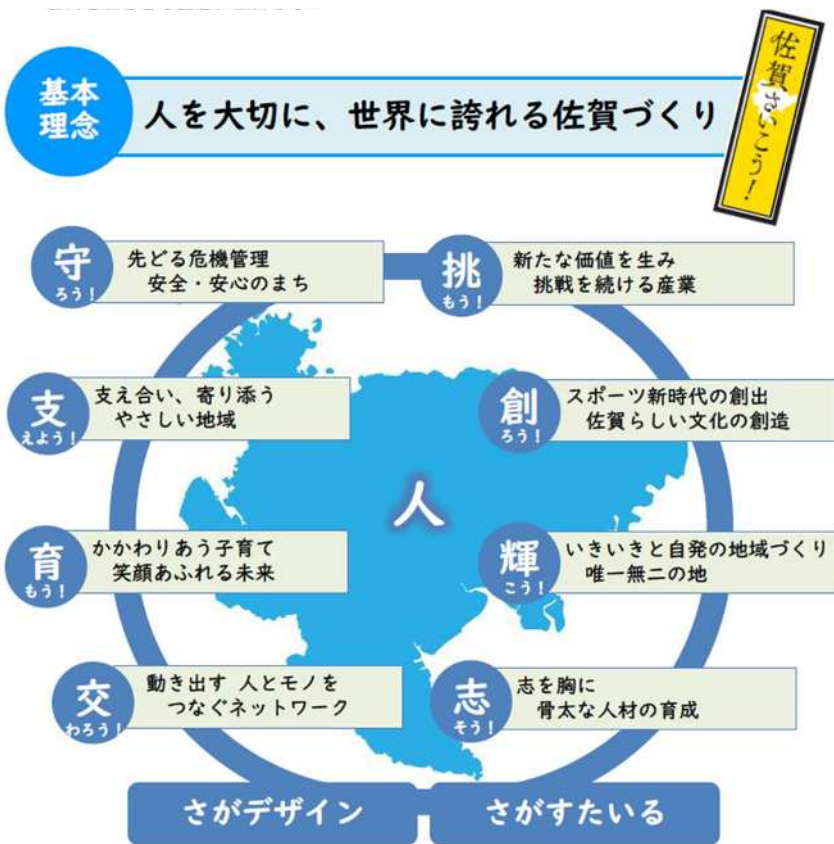 基本
理念
人を大切に、世界に誇れる佐賀づくり
佐賀さいこう！
守
ろう！
先どる危機管理
安全・安心のまち
挑
もう！
新たな価値を生み
挑戦を続ける産業
支
えよう！
支え合い、寄り添う
やさしい地域
創
ろう！
スポーツ新時代の創出
佐賀らしい文化の創造
人
育
もう！
かかわりあう子育て
笑顔あふれる未来
輝
こう！
いきいきと自発の地域づくり
唯一無二の地
交
わろう！
動き出す 人とモノを
つなぐネットワーク
志
そう！
志を胸に
骨太な人材の育成
さがデザイン
さがすたいる